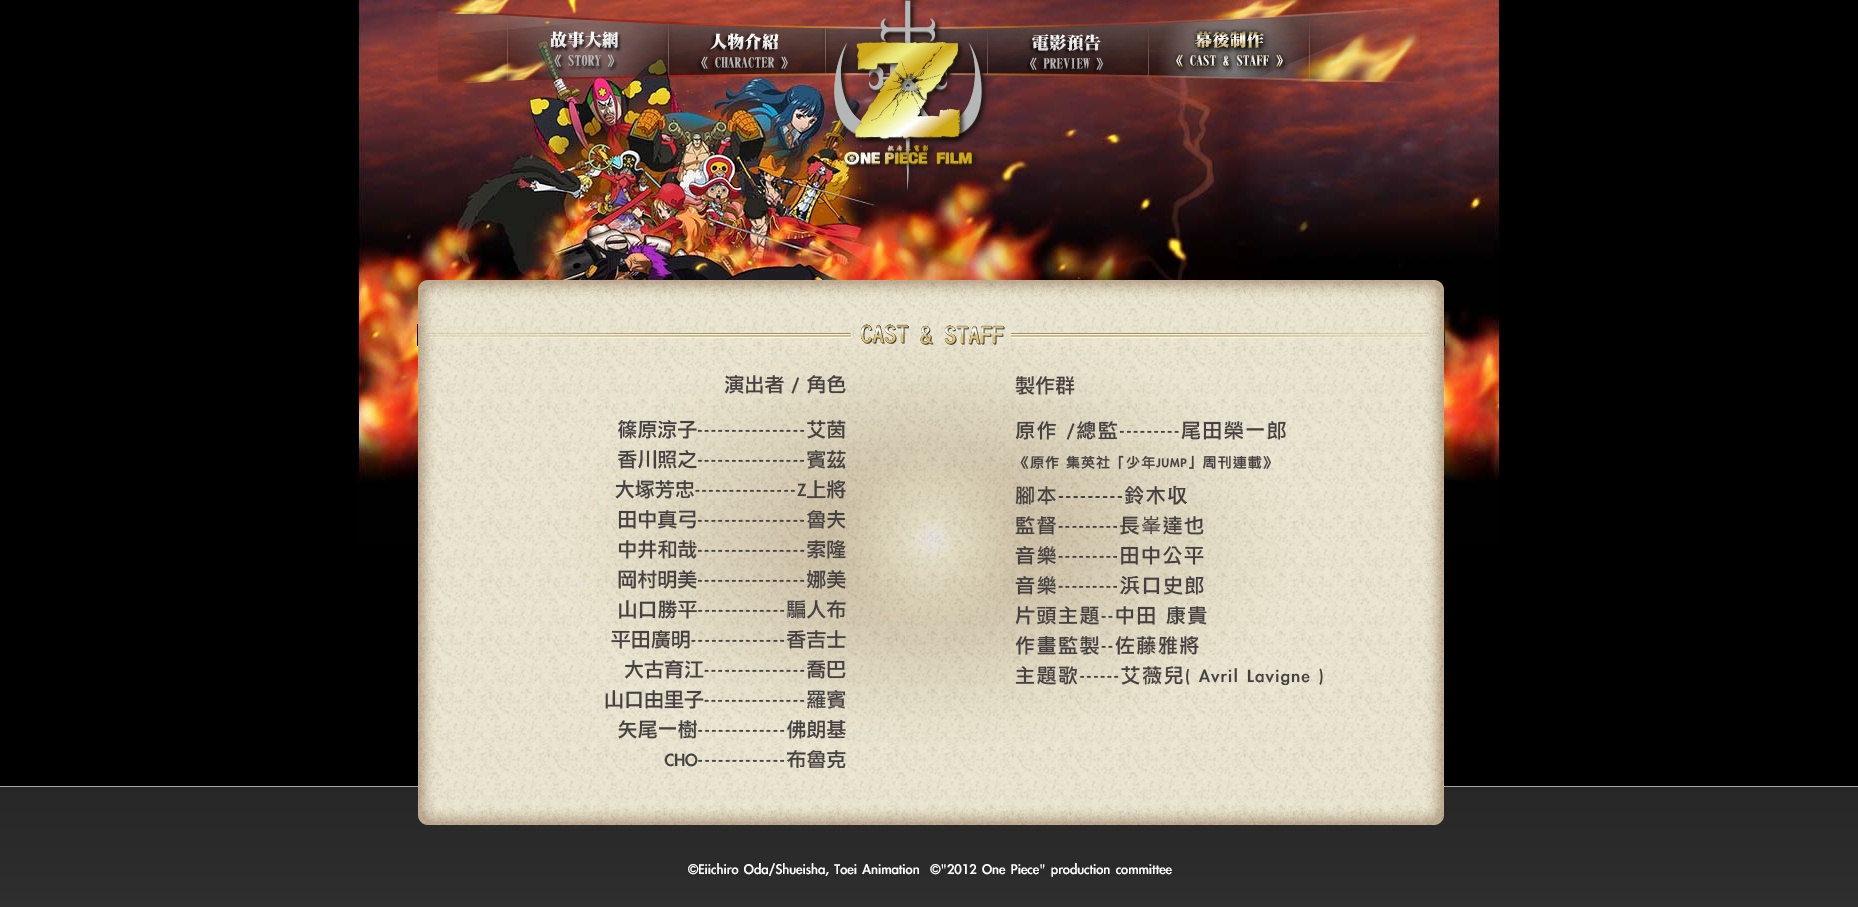 故事大綱
《 STORY 》
人物介紹
《 CHARACTER 》
Z
ONE PIECE FILM
電影預告
《 PREVIEW 》
幕後制作
《 CAST & STAFF 》
CAST & STAFF
演出者 / 角色
篠原涼子----------------艾茵
香川照之----------------賓茲
大塚芳忠---------------Z上將
田中真弓----------------魯夫
中井和哉----------------索隆
岡村明美----------------娜美
山口勝平-------------騙人布
平田廣明--------------香吉士
大古育江---------------喬巴
山口由里子---------------羅賓
矢尾一樹-------------佛朗基
CHO-------------布魯克
製作群
原作 /總監---------尾田榮一郎
《原作 集英社「少年JUMP」周刊連載》
腳本----------鈴木収
監督---------長峯達也
音樂---------田中公平
音樂---------浜口史郎
片頭主題--中田 康貴
作畫監製--佐藤雅將
主題歌------艾薇兒( Avril Lavigne )
©Eiichiro Oda/Shueisha, Toei Animation ©"2012 One Piece" production committee